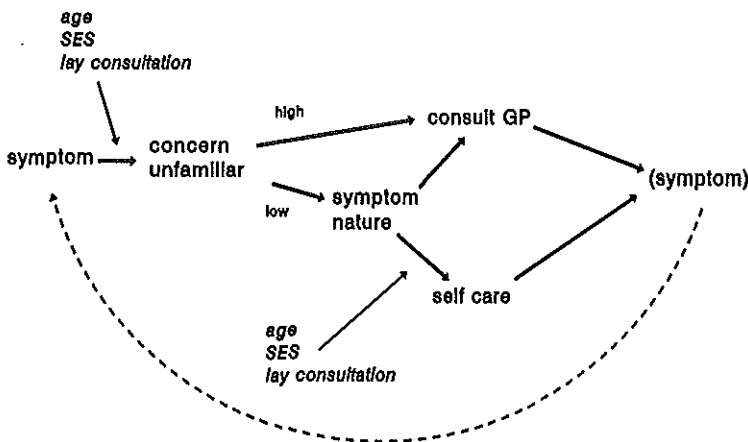 age
SES
lay consultation
high
consult GP
symptom
concern
unfamiliar
(symptom)
low
symptom
nature
self care
age
SES
lay consultation